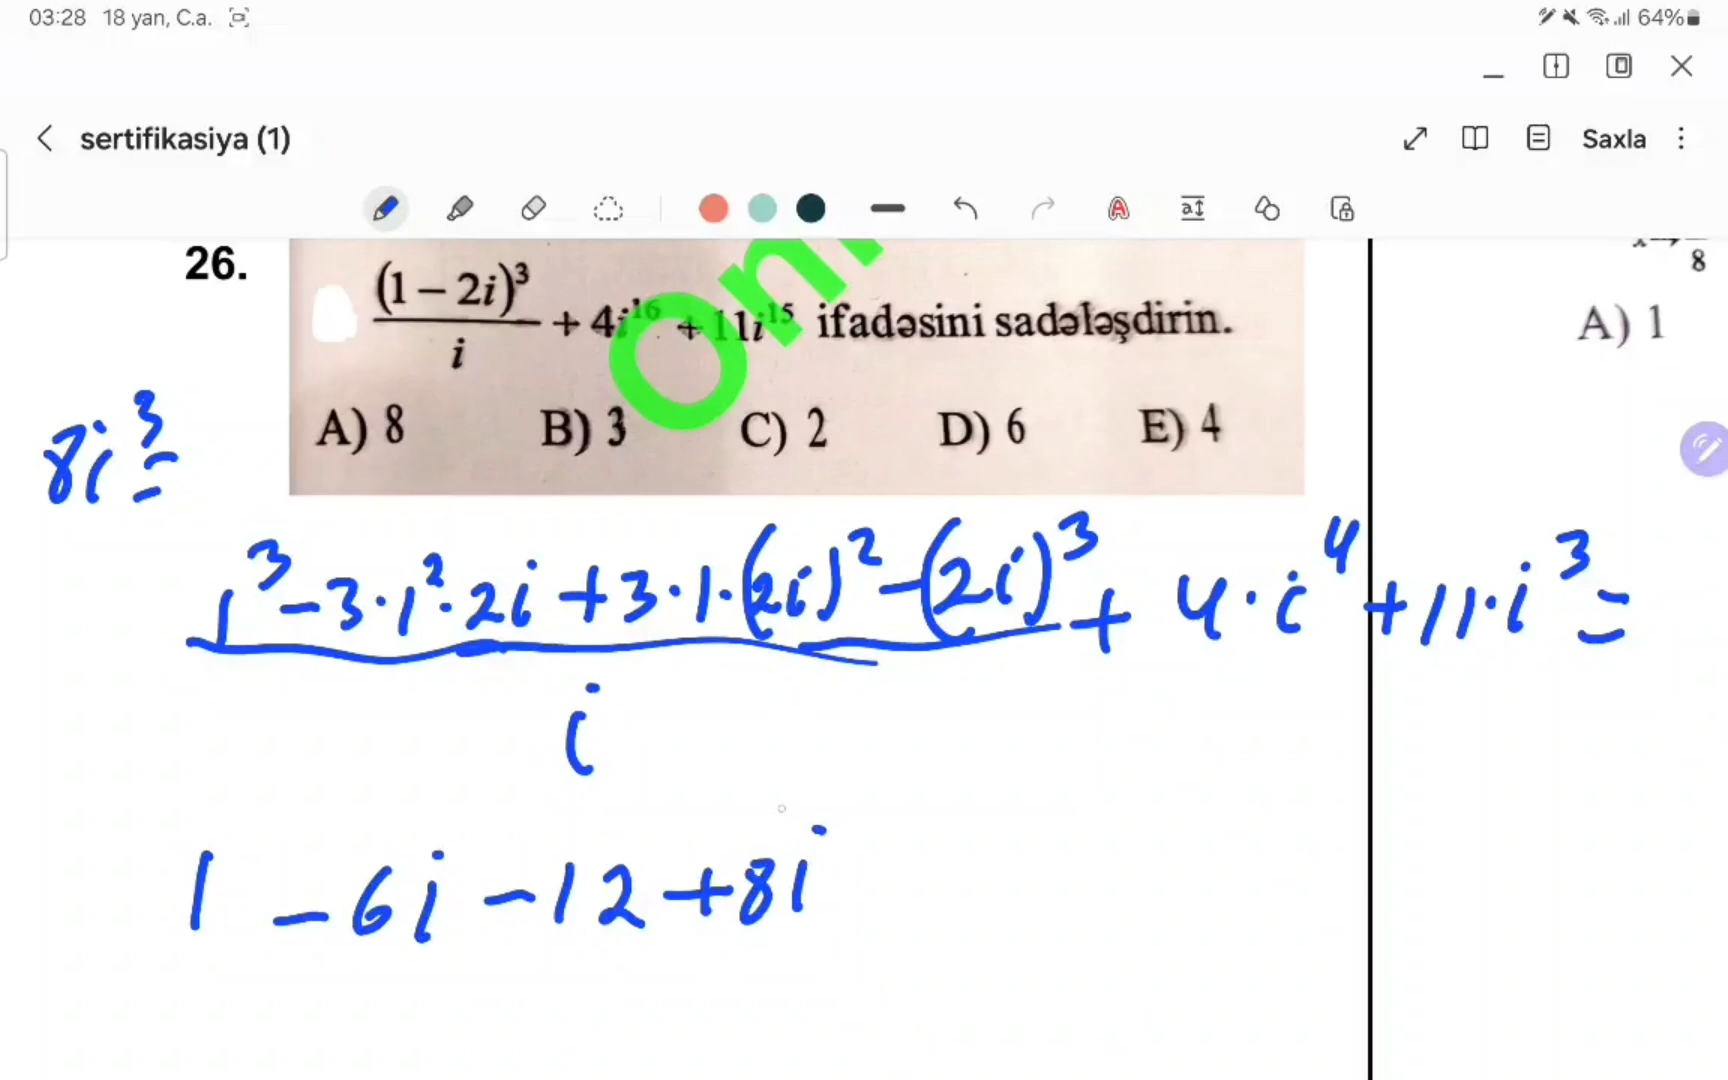 03:28 18 yan, C.a. 64%
sertifikasiya (1) Saxla
26. (1 – 2i)³ / i + 4i¹⁶ + 11i¹⁵ ifadəsini sadələşdirin.
A) 8 B) 3 C) 2 D) 6 E) 4
On
8
A) 1
8i³ =
(1³ – 3·1²·2i + 3·1·(2i)² – (2i)³) / i + 4·i⁴ + 11·i³ =
1 – 6i – 12 + 8i